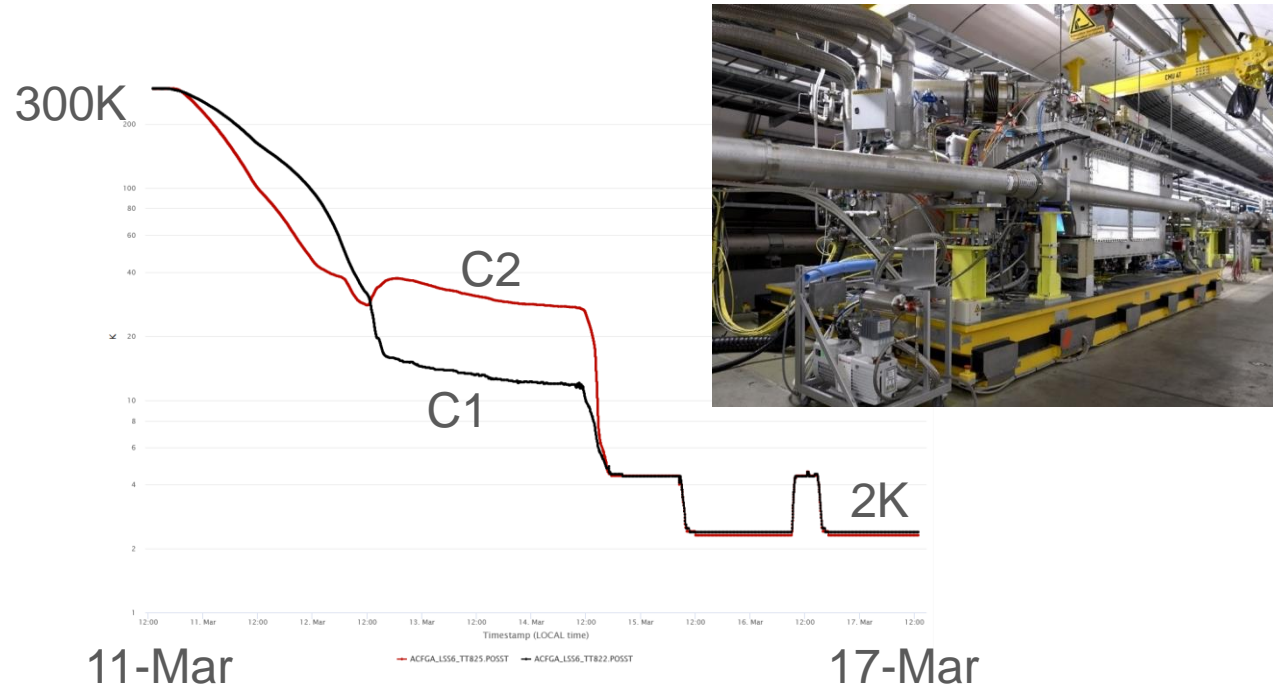 300K
200
100
80
60
40
20
10
8
6
4
2
1
K
C2
C1
2K
CMU 4T
12:00 11. Mar 12:00 12. Mar 12:00 13. Mar 12:00 14. Mar 12:00 15. Mar 12:00 16. Mar 12:00 17. Mar 12:00
Timestamp (LOCAL time)
ACFGA_LSS6_TT825.POSST ACFGA_LSS6_TT822.POSST
11-Mar 17-Mar